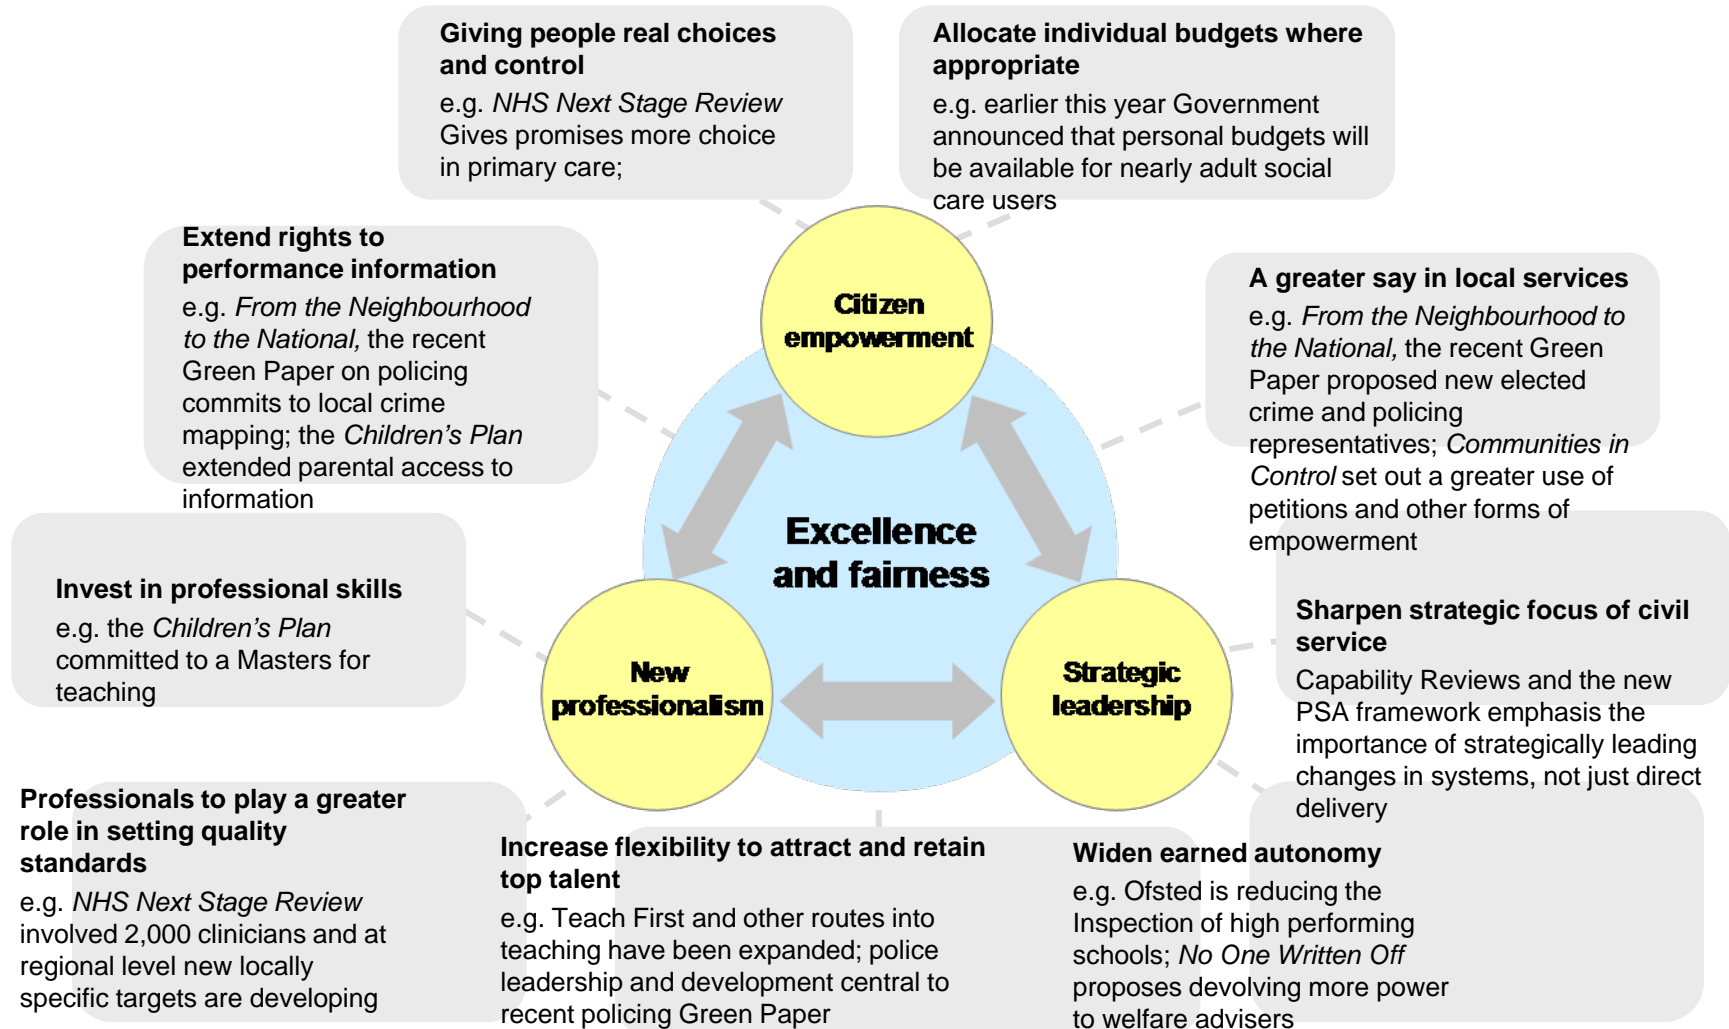 Giving people real choices
and control
e.g. NHS Next Stage Review
Gives promises more choice
in primary care;
Allocate individual budgets where
appropriate
e.g. earlier this year Government
announced that personal budgets will
be available for nearly adult social
care users
Extend rights to
performance information
e.g. From the Neighbourhood
to the National, the recent
Green Paper on policing
commits to local crime
mapping; the Children's Plan
extended parental access to
information
Citizen
empowerment
A greater say in local services
e.g. From the Neighbourhood to
the National, the recent Green
Paper proposed new elected
crime and policing
representatives; Communities in
Control set out a greater use of
petitions and other forms of
empowerment
Excellence
and fairness
Invest in professional skills
e.g. the Children's Plan
committed to a Masters for
teaching
New
professionalism
Strategic
leadership
Sharpen strategic focus of civil
service
Capability Reviews and the new
PSA framework emphasis the
importance of strategically leading
changes in systems, not just direct
delivery
Professionals to play a greater
role in setting quality
standards
e.g. NHS Next Stage Review
involved 2,000 clinicians and at
regional level new locally
specific targets are developing
Increase flexibility to attract and retain
top talent
e.g. Teach First and other routes into
teaching have been expanded; police
leadership and development central to
recent policing Green Paper
Widen earned autonomy
e.g. Ofsted is reducing the
Inspection of high performing
schools; No One Written Off
proposes devolving more power
to welfare advisers